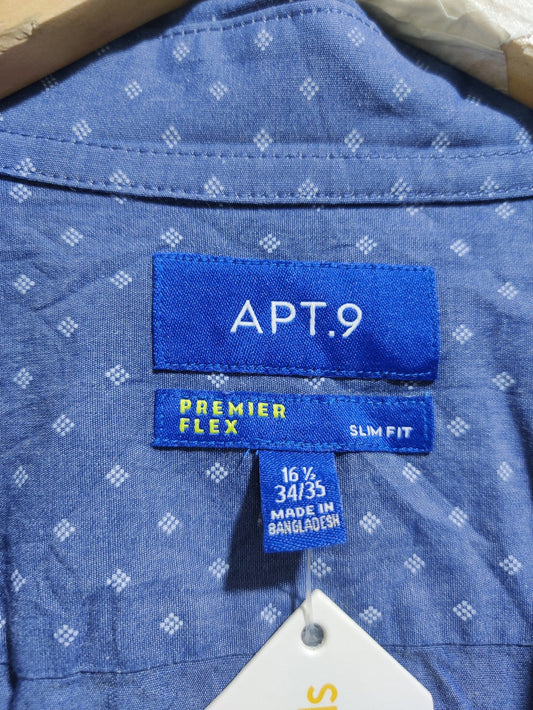 APT.9
PREMIER
FLEX
SLIM FIT
16 ½
34/35
MADE IN
BANGLADESH